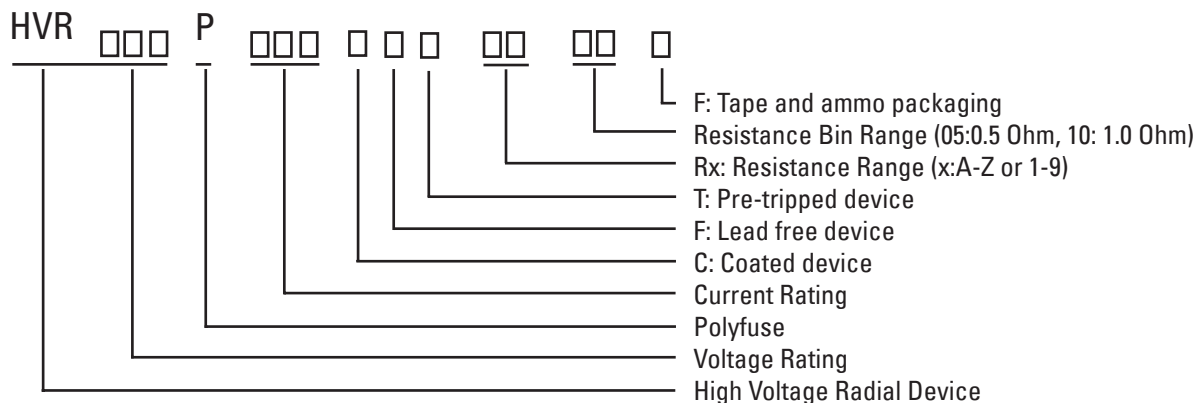 HVR □□□ P □□□ □ □ □ □□ □□ □
F: Tape and ammo packaging
Resistance Bin Range (05:0.5 Ohm, 10: 1.0 Ohm)
Rx: Resistance Range (x:A-Z or 1-9)
T: Pre-tripped device
F: Lead free device
C: Coated device
Current Rating
Polyfuse
Voltage Rating
High Voltage Radial Device